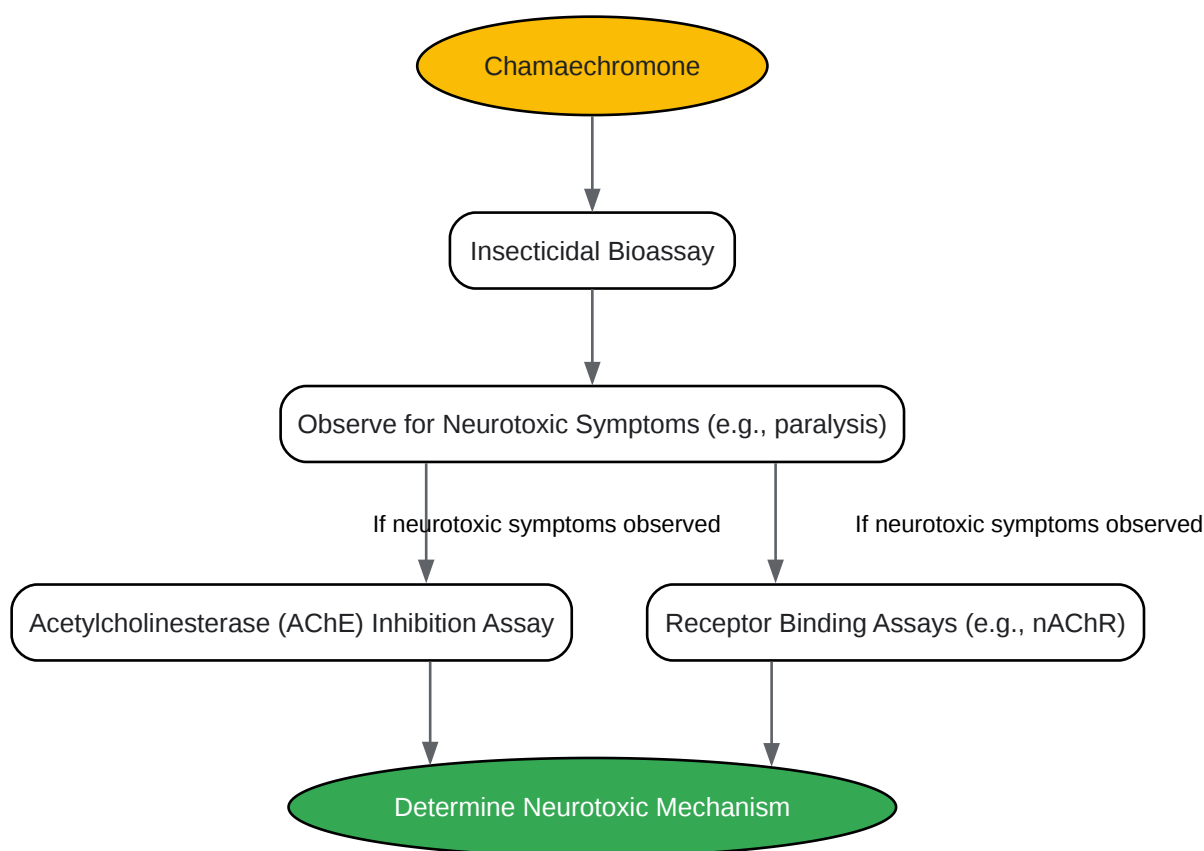 Chamaechromone
Insecticidal Bioassay
Observe for Neurotoxic Symptoms (e.g., paralysis)
If neurotoxic symptoms observed
If neurotoxic symptoms observed
Acetylcholinesterase (AChE) Inhibition Assay
Receptor Binding Assays (e.g., nAChR)
Determine Neurotoxic Mechanism